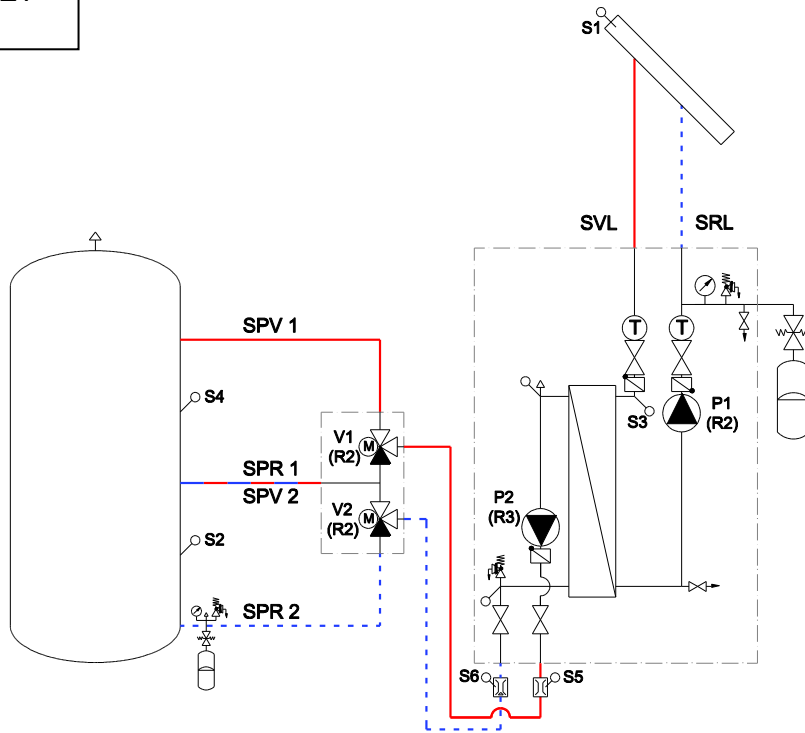 S1
SVL SRL
SPV 1
T T
S4
P1
(R2)
S3
V1
(R2)
M
SPR 1
SPV 2
P2
(R3)
V2
(R2)
M
S2
SPR 2
S6 S5